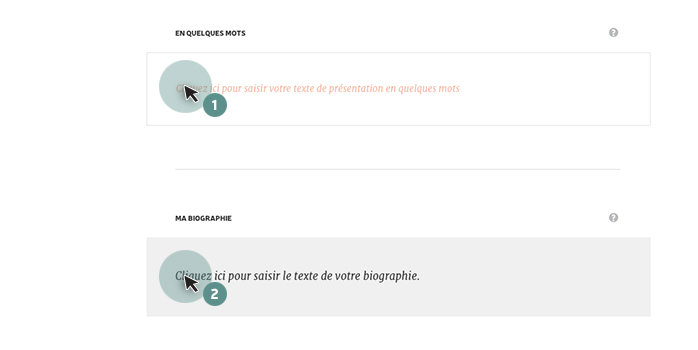 EN QUELQUES MOTS
?
Cliquez ici pour saisir votre texte de présentation en quelques mots
1
MA BIOGRAPHIE
?
Cliquez ici pour saisir le texte de votre biographie.
2